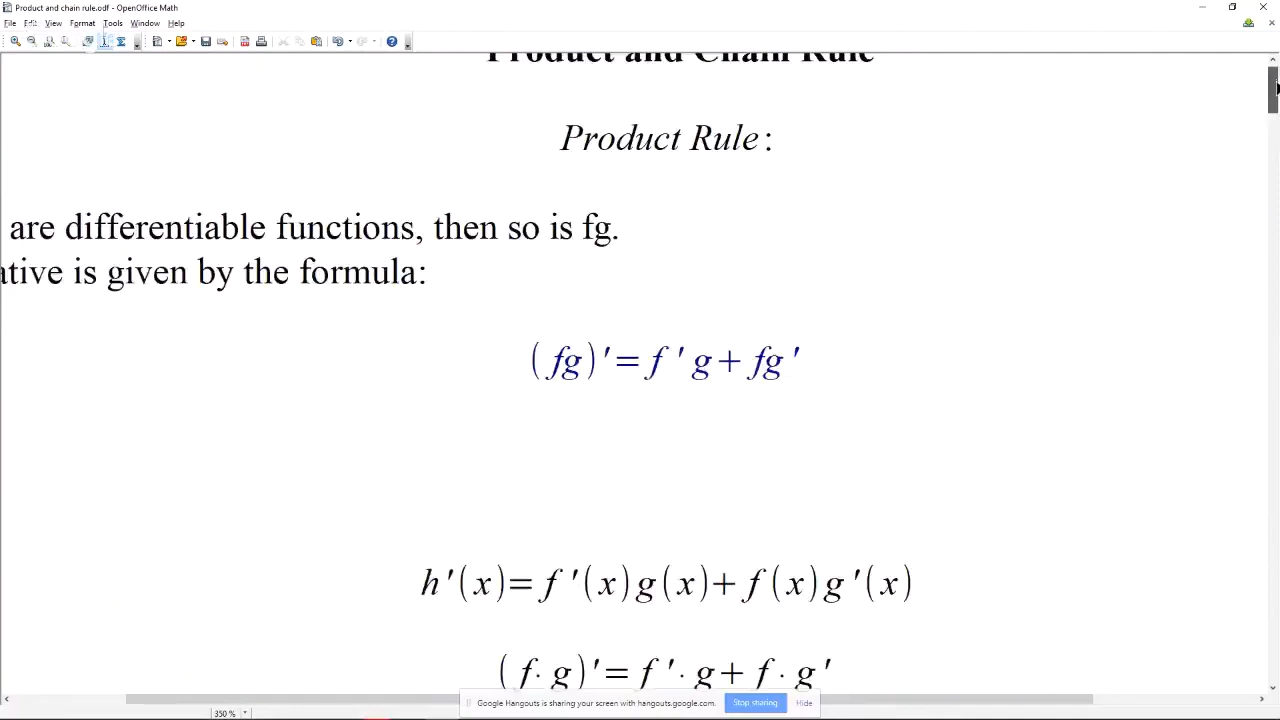 Product and chain rule.odf - OpenOffice Math
File Edit View Format Tools Window Help
Product and Chain Rule
Product Rule:
are differentiable functions, then so is fg.
ative is given by the formula:
(fg)'=f'g+fg'
h'(x)=f'(x)g(x)+f(x)g'(x)
(f·g)'=f'·g+f·g'
Google Hangouts is sharing your screen with hangouts.google.com. Stop sharing Hide
350 %